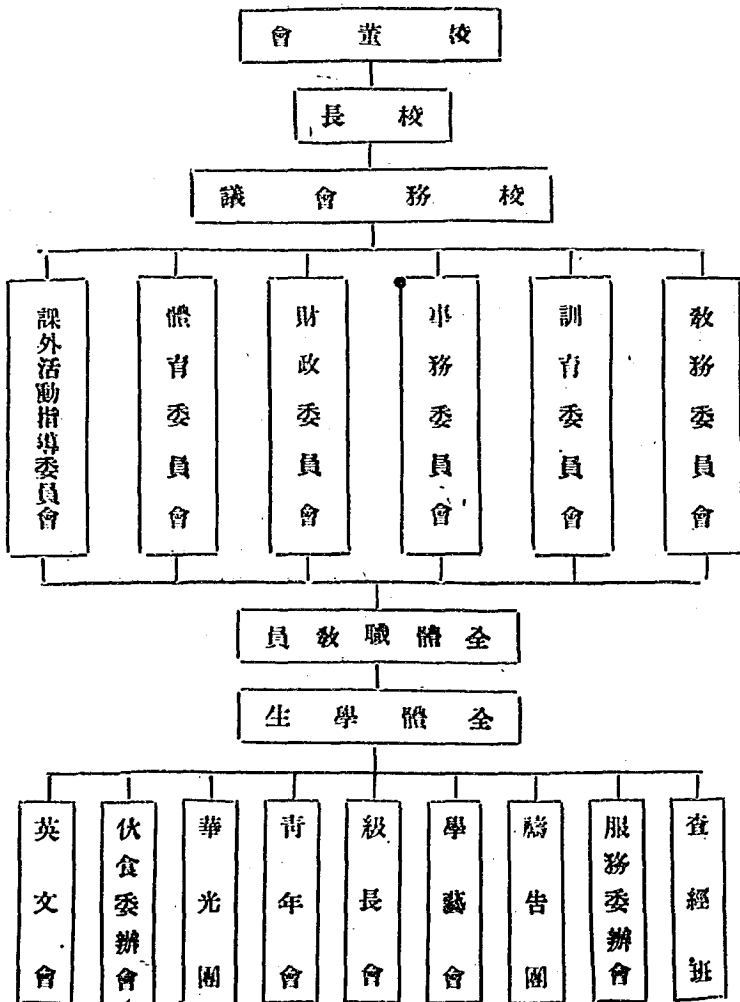 校董會
校長
校務會議
教務委員會
訓育委員會
事務委員會
財政委員會
體育委員會
課外活動指導委員會
全體職教員
全體學生
查經班
服務委辦會
禱告團
學藝會
級長會
青年會
華光團
伙食委辦會
英文會